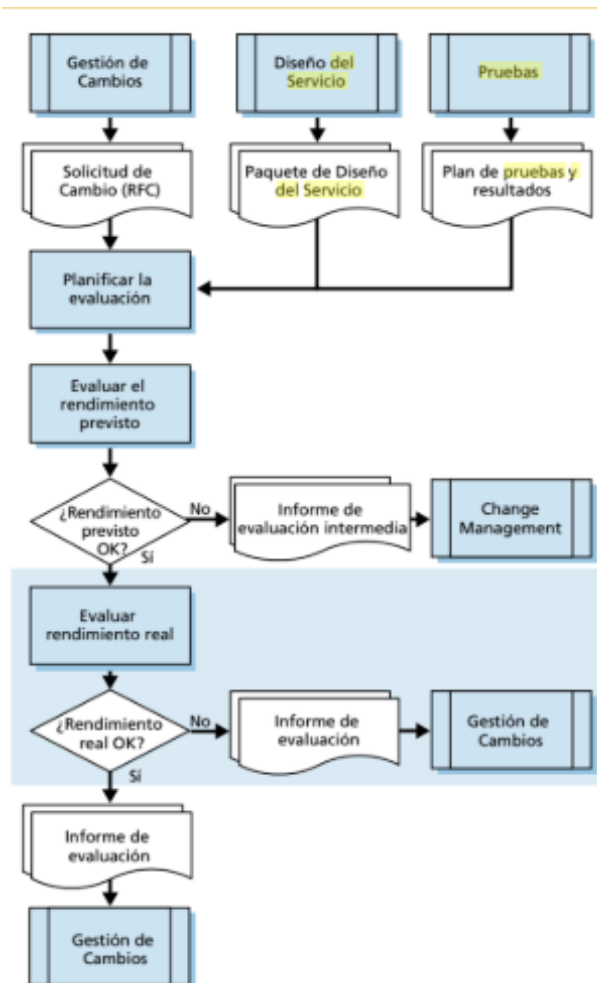 Gestión de
Cambios
Diseño del
Servicio
Pruebas
Solicitud de
Cambio (RFC)
Paquete de Diseño
del Servicio
Plan de pruebas y
resultados
Planificar la
evaluación
Evaluar el
rendimiento
previsto
¿Rendimiento
previsto
OK?
No
Sí
Informe de
evaluación intermedia
Change
Management
Evaluar
rendimiento real
¿Rendimiento
real OK?
No
Sí
Informe de
evaluación
Gestión de
Cambios
Informe de
evaluación
Gestión de
Cambios